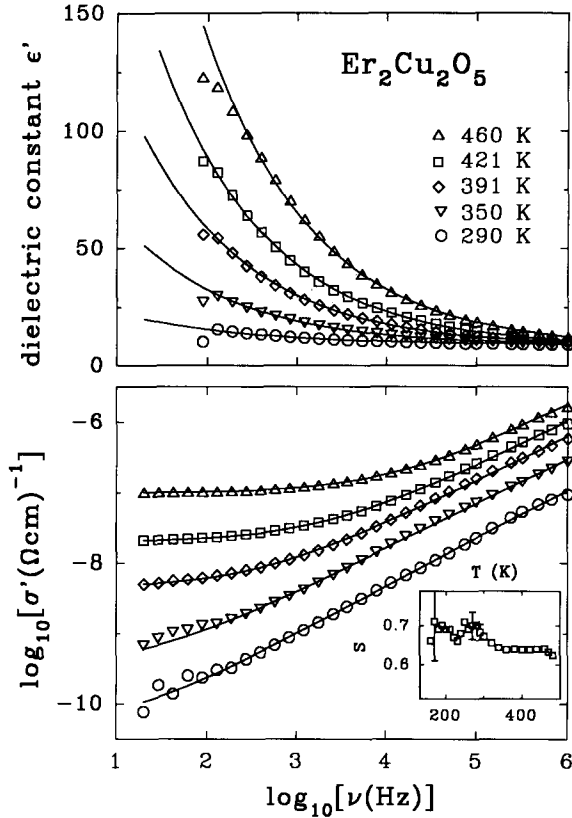 150
100
50
0
dielectric constant ϵ'
Er₂Cu₂O₅
△ 460 K
□ 421 K
◇ 391 K
▽ 350 K
○ 290 K
-6
-8
-10
log₁₀[σ'(Ωcm)⁻¹]
T (K)
0.7
0.6
S
200
400
1
2
3
4
5
6
log₁₀[ν(Hz)]